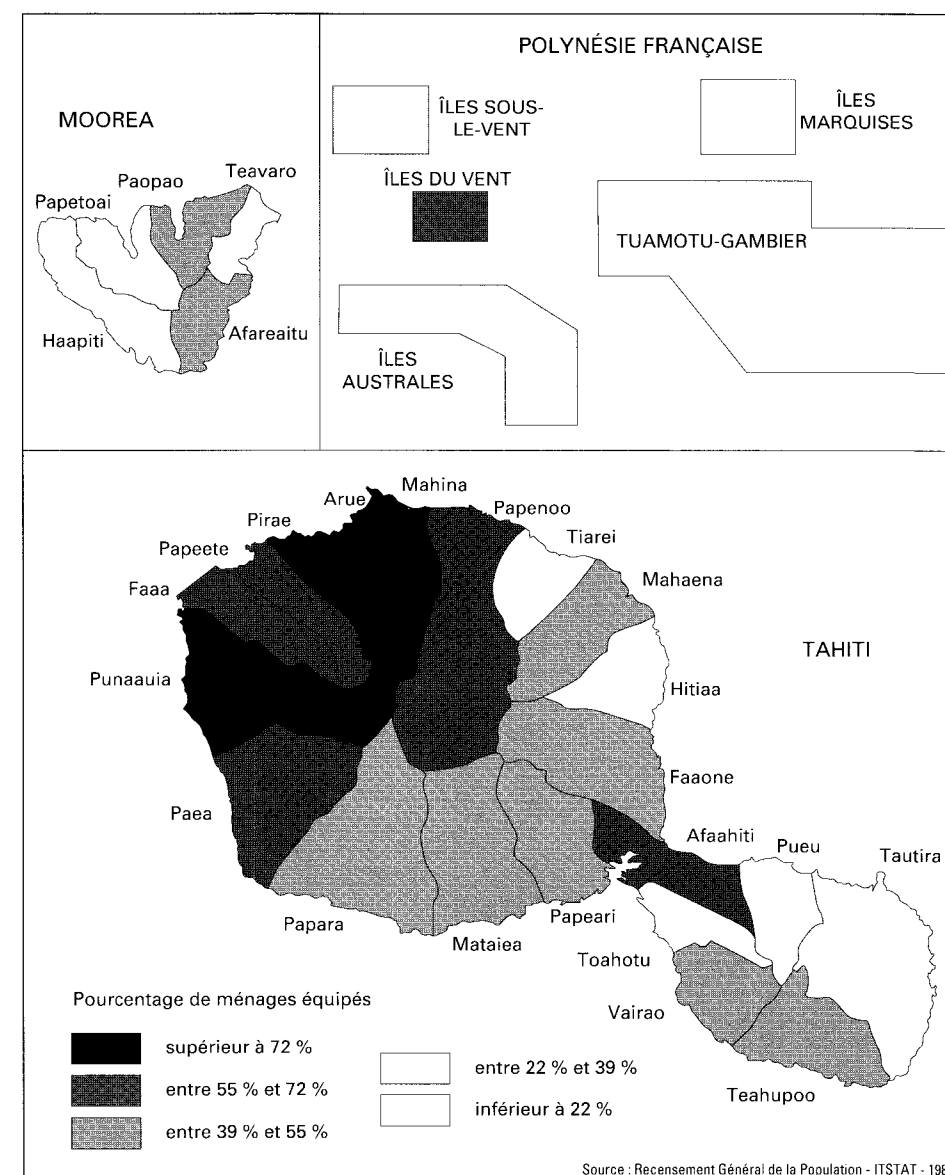 POLYNÉSIE FRANÇAISE
MOOREA
ÎLES SOUS-
LE-VENT
ÎLES
MARQUISES
ÎLES DU VENT
TUAMOTU-GAMBIER
ÎLES
AUSTRALES
Teavaro
Paopao
Papetoai
Haapiti
Afareaitu
Mahina
Arue
Papenoo
Pirae
Tiarei
Papeete
Mahaena
Faaa
TAHITI
Punaauia
Hitiaa
Faaone
Paea
Afaahiti
Pueu
Tautira
Papara
Papeari
Mataiea
Toahotu
Vairao
Teahupoo
Pourcentage de ménages équipés
supérieur à 72 %
entre 55 % et 72 %
entre 39 % et 55 %
entre 22 % et 39 %
inférieur à 22 %
Source : Recensement Général de la Population - ITSTAT -